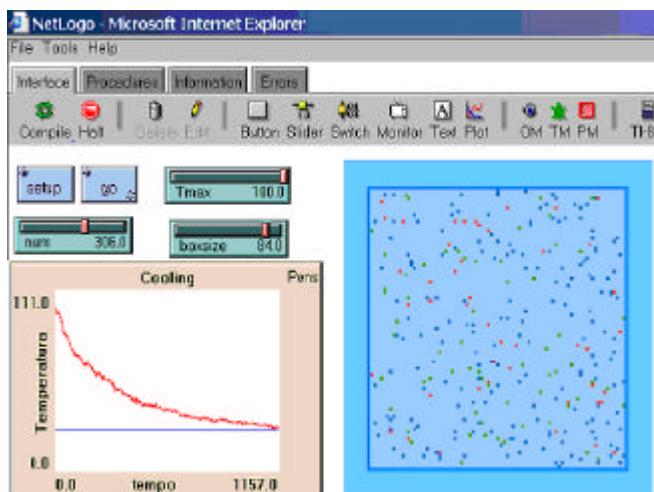 NetLogo - Microsoft Internet Explorer
File Tools Help
Interface Procedures Information Errors
Compile Halt Delete Edit Button Slider Switch Monitor Text Plot OM TM PM TI-8
setup go Tmax 100.0
num 306.0 boxsize 84.0
Cooling Pens
111.0
Temperatura
0.0
0.0 tempo 1157.0